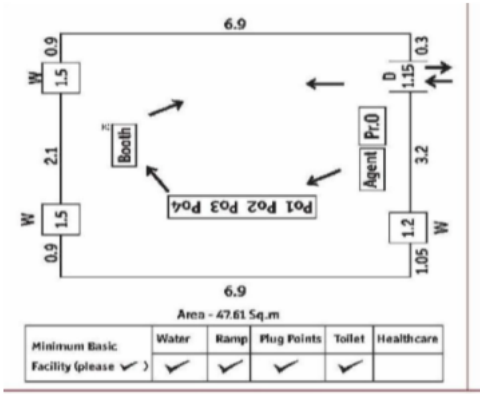 6.9
0.9
0.3
W
1.5
D
1.15
Pr.O
Booth
2.1
Agent
3.2
Po1 Po2 Po3 Po4
W
1.5
1.2
W
0.9
1.05
6.9
Area - 47.61 Sq.m
Minimum Basic Facility (please ✓)
Water
Ramp
Plug Points
Toilet
Healthcare
✓
✓
✓
✓